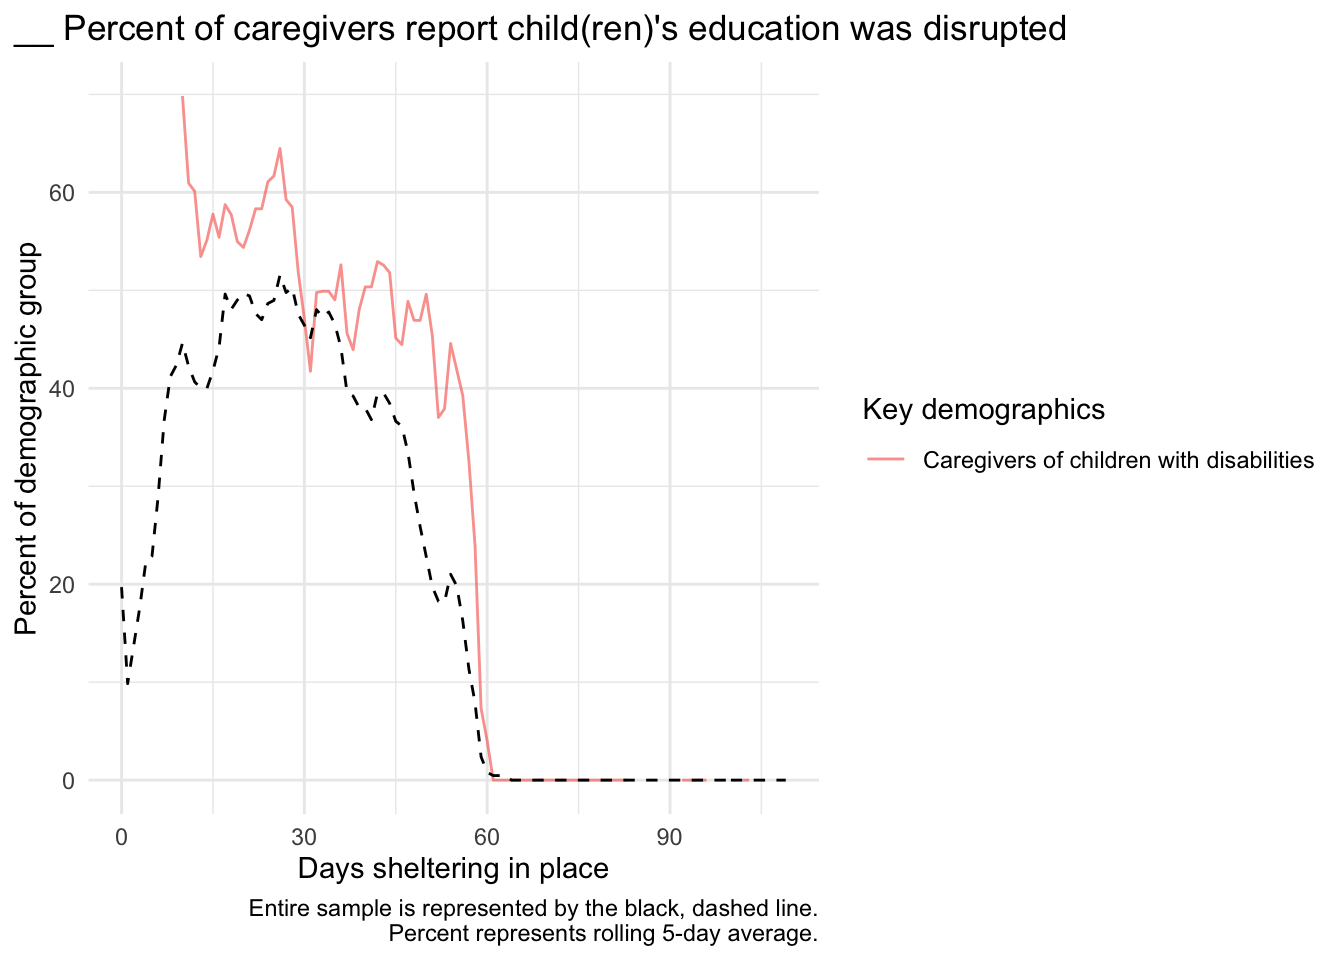 __ Percent of caregivers report child(ren)'s education was disrupted
Percent of demographic group
60
40
20
0
0 30 60 90
Days sheltering in place
Key demographics
Caregivers of children with disabilities
Entire sample is represented by the black, dashed line.
Percent represents rolling 5-day average.